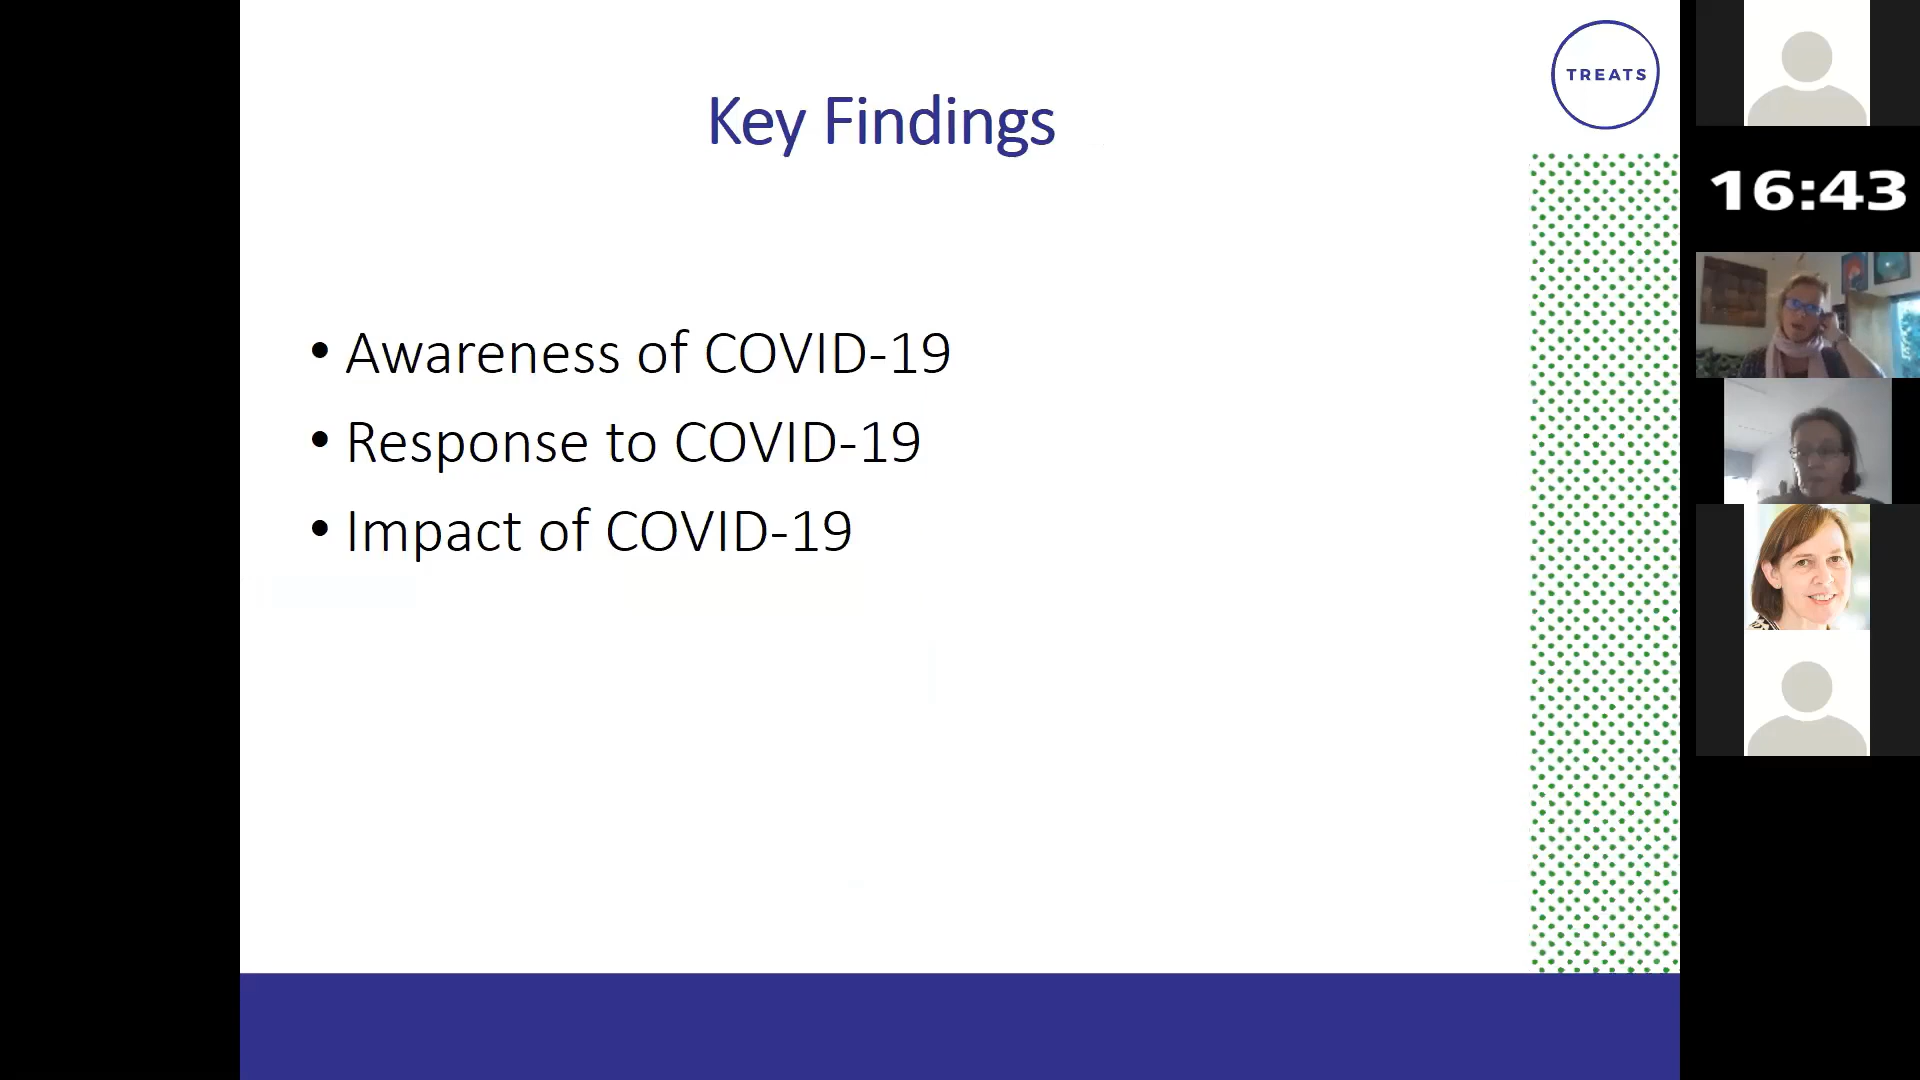 TREATS
Key Findings
16:43
• Awareness of COVID-19
• Response to COVID-19
• Impact of COVID-19